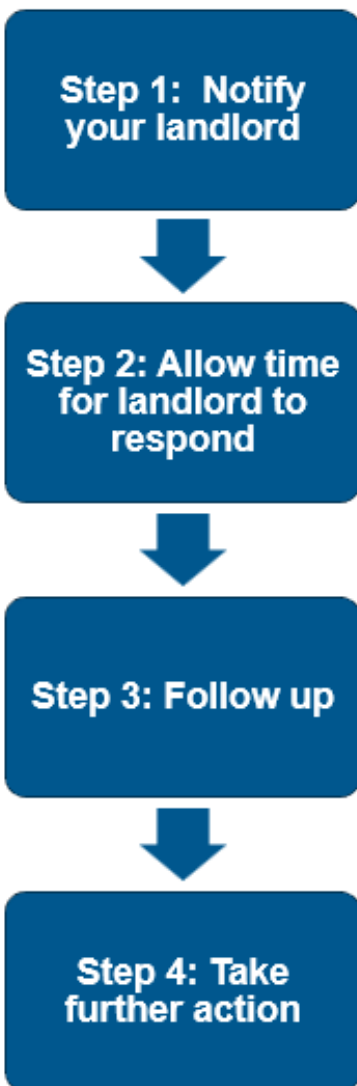 Step 1:  Notify
your landlord
Step 2: Allow time
for landlord to
respond
Step 3: Follow up
Step 4: Take
further action